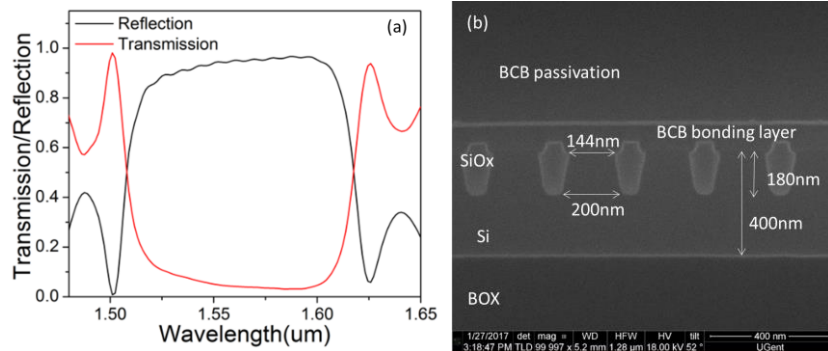 (a)
Reflection
Transmission
Transmission/Reflection
1.0
0.8
0.6
0.4
0.2
0.0
1.50 1.55 1.60 1.65
Wavelength(um)
(b)
BCB passivation
BCB bonding layer
144nm
SiOx
180nm
200nm
400nm
Si
BOX
1/27/2017 det mag WD HFW HV tilt 400 nm
3:18:47 PM TLD 99 997 x 5.2 mm 1.28 µm 18.00 kV 52 ° UGent